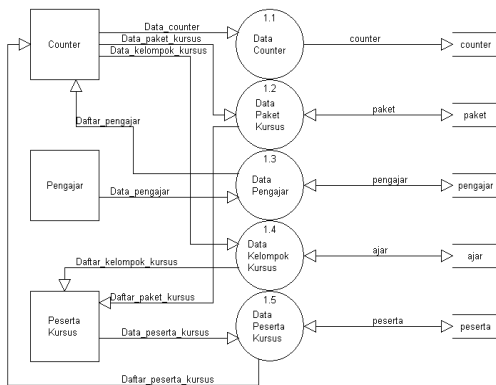 Counter
Data_counter
Data_paket_kursus
Data_kelompok_kursus
1.1
Data
Counter
counter
counter
1.2
Data
Paket
Kursus
paket
paket
Daftar_pengajar
1.3
Data
Pengajar
pengajar
pengajar
Pengajar
Data_pengajar
1.4
Data
Kelompok
Kursus
ajar
ajar
Daftar_kelompok_kursus
Daftar_paket_kursus
1.5
Data
Peserta
Kursus
peserta
peserta
Peserta
Kursus
Data_peserta_kursus
Daftar_peserta_kursus